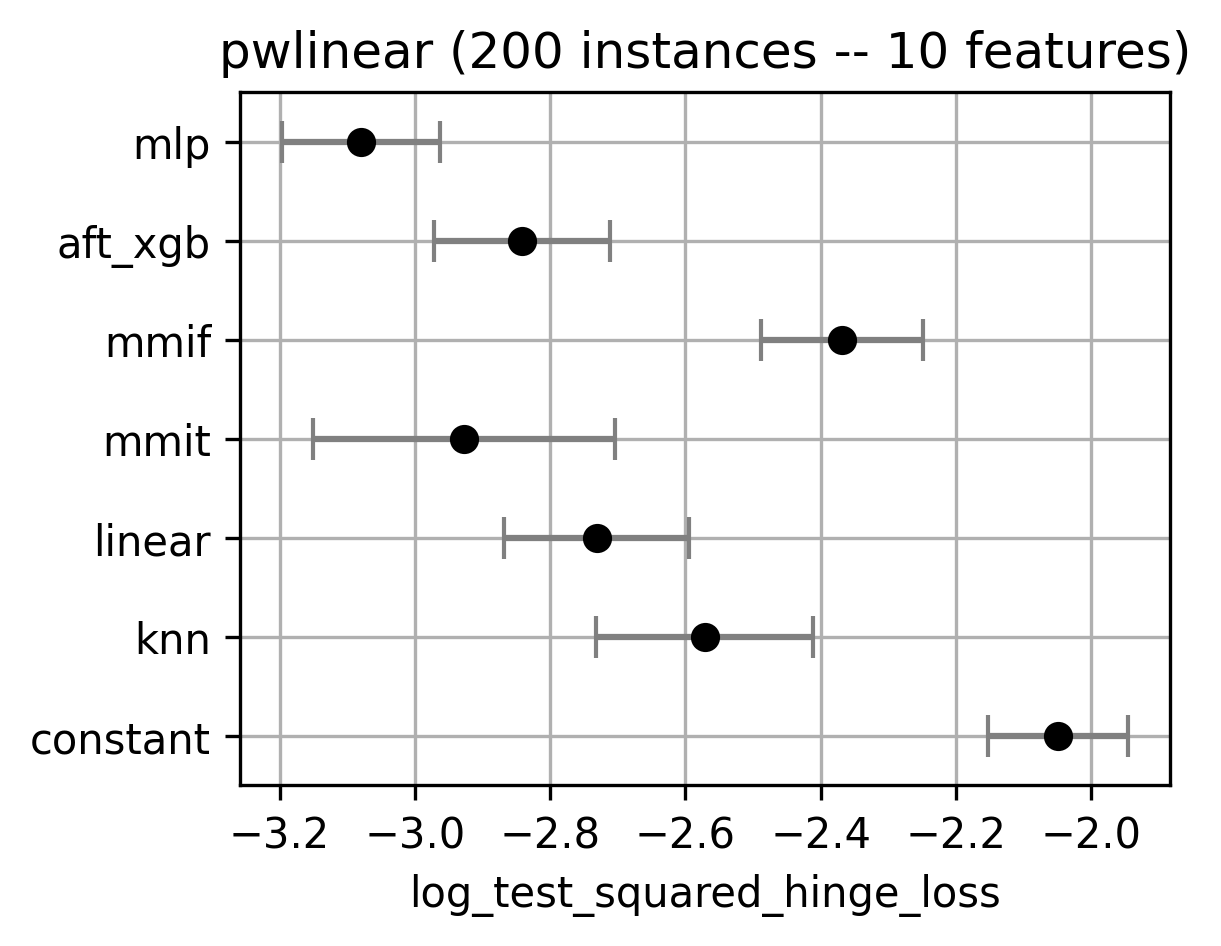 pwlinear (200 instances -- 10 features)
mlp
aft_xgb
mmif
mmit
linear
knn
constant
−3.2 −3.0 −2.8 −2.6 −2.4 −2.2 −2.0
log_test_squared_hinge_loss